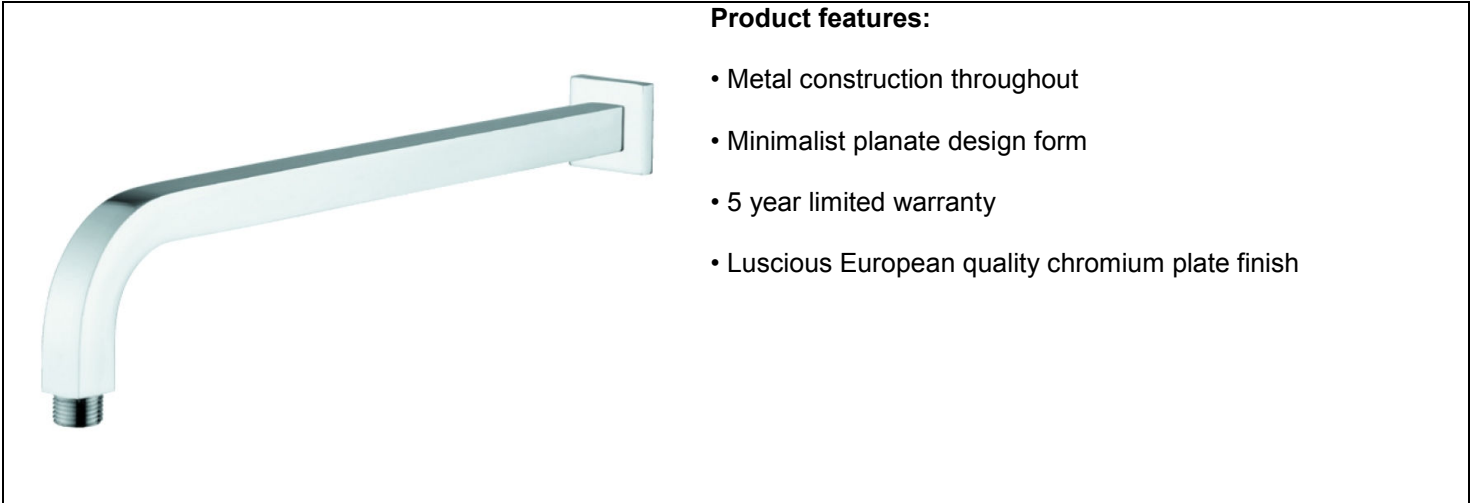 Product features:
• Metal construction throughout
• Minimalist planate design form
• 5 year limited warranty
• Luscious European quality chromium plate finish